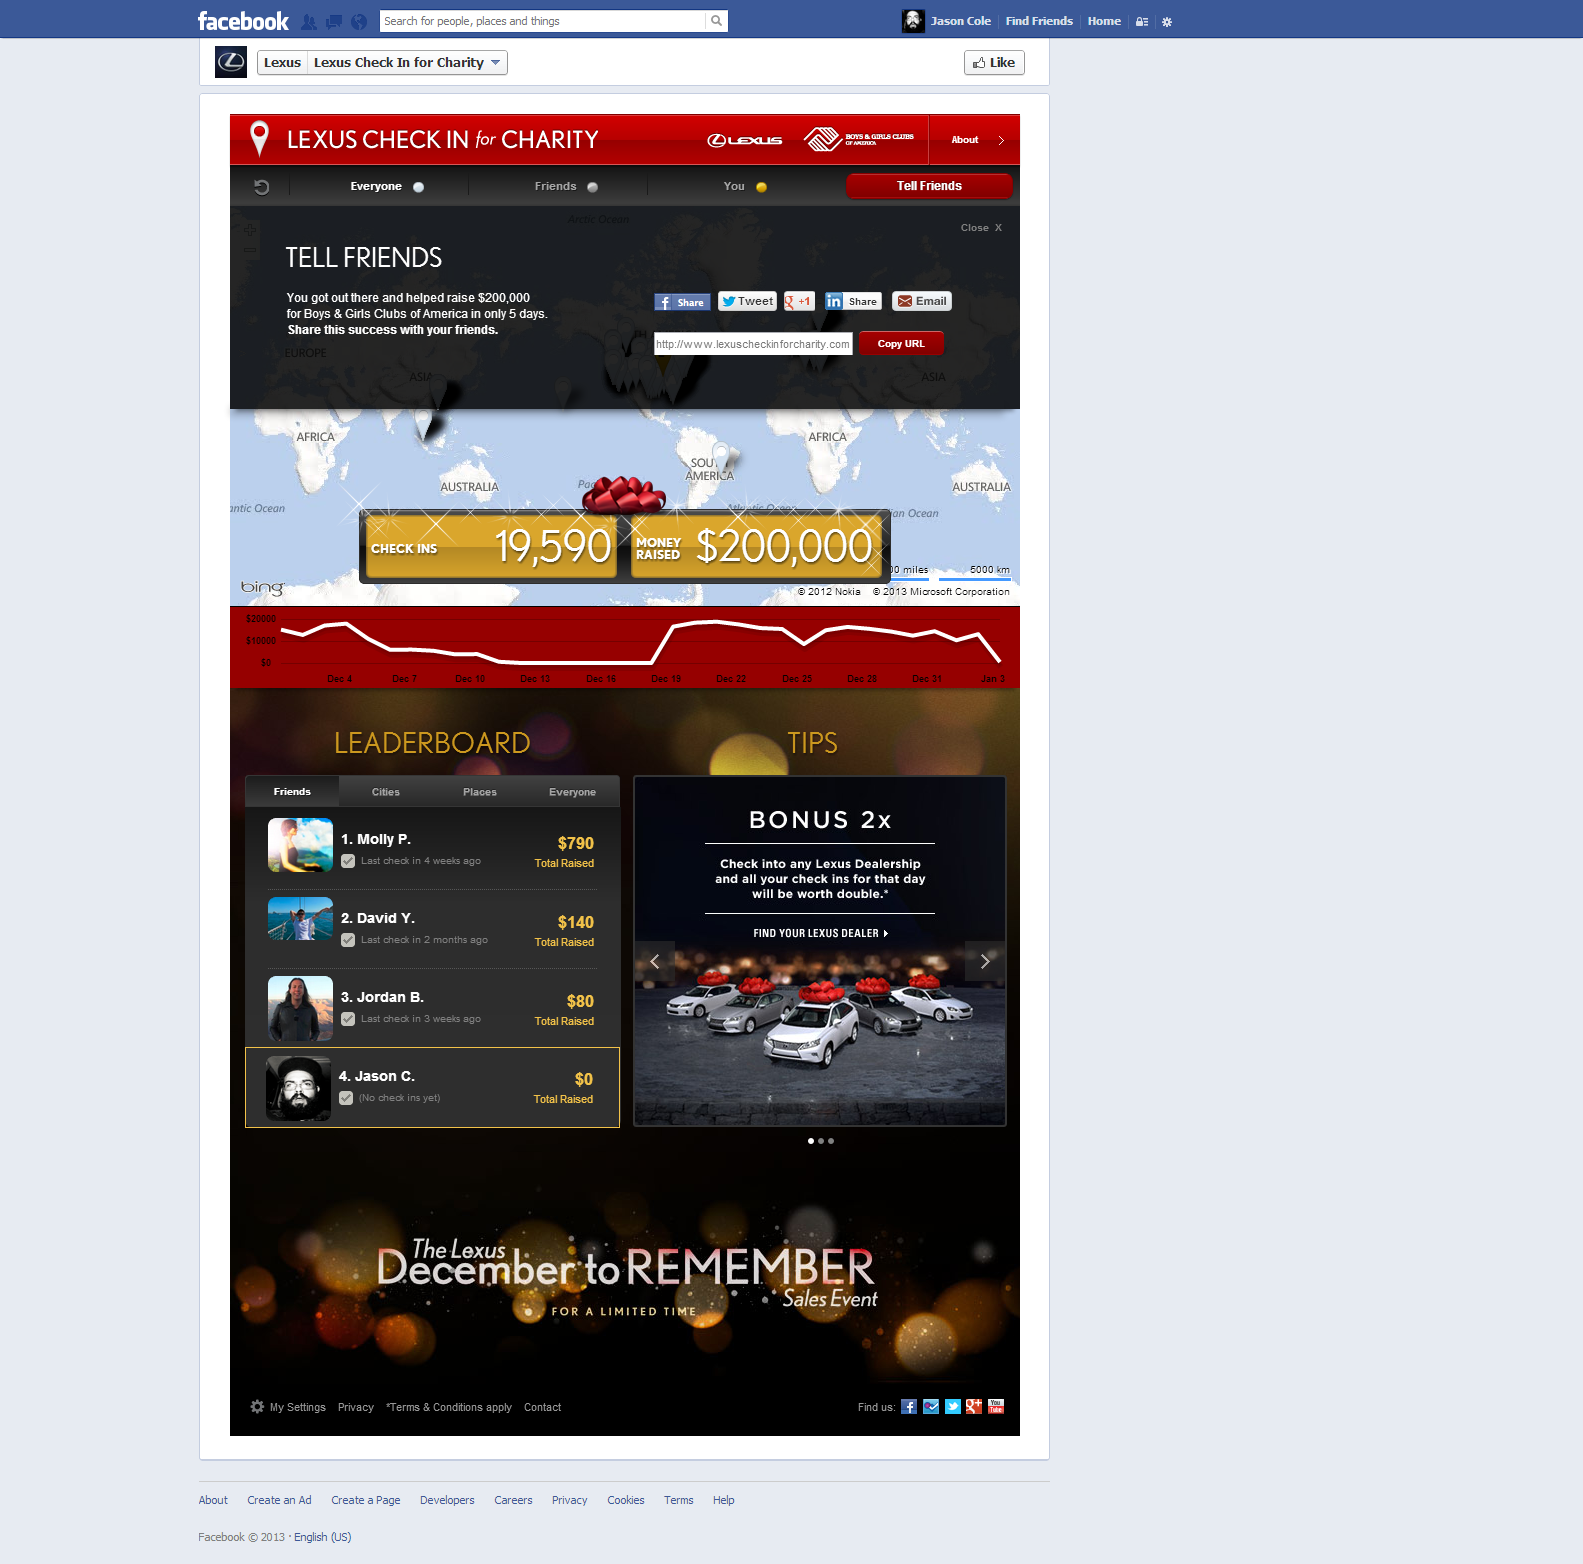 facebook
Search for people, places and things
Jason Cole
Find Friends
Home
Lexus
Lexus Check In for Charity
Like
LEXUS CHECK IN for CHARITY
LEXUS
BOYS & GIRLS CLUBS
OF AMERICA
About
Everyone
Friends
You
Tell Friends
Arctic Ocean
Close X
TELL FRIENDS
You got out there and helped raise $200,000
for Boys & Girls Clubs of America in only 5 days.
Share this success with your friends.
Share
Tweet
+1
Share
Email
http://www.lexuscheckinforcharity.com
Copy URL
EUROPE
ASIA
ASIA
AFRICA
AFRICA
SOUTH
AMERICA
AUSTRALIA
AUSTRALIA
Atlantic Ocean
CHECK INS
19,590
MONEY
RAISED
$200,000
bing
5000 km
© 2012 Nokia
© 2013 Microsoft Corporation
$20000
$10000
$0
Dec 4
Dec 7
Dec 10
Dec 13
Dec 16
Dec 19
Dec 22
Dec 25
Dec 28
Dec 31
Jan 3
LEADERBOARD
Friends
Cities
Places
Everyone
1. Molly P.
Last check in 4 weeks ago
$790
Total Raised
2. David Y.
Last check in 2 months ago
$140
Total Raised
3. Jordan B.
Last check in 3 weeks ago
$80
Total Raised
4. Jason C.
(No check ins yet)
$0
Total Raised
TIPS
BONUS 2x
Check into any Lexus Dealership
and all your check ins for that day
will be worth double.*
FIND YOUR LEXUS DEALER
The Lexus
December to REMEMBER
Sales Event
FOR A LIMITED TIME
My Settings
Privacy
*Terms & Conditions apply
Contact
Find us:
About
Create an Ad
Create a Page
Developers
Careers
Privacy
Cookies
Terms
Help
Facebook © 2013 · English (US)